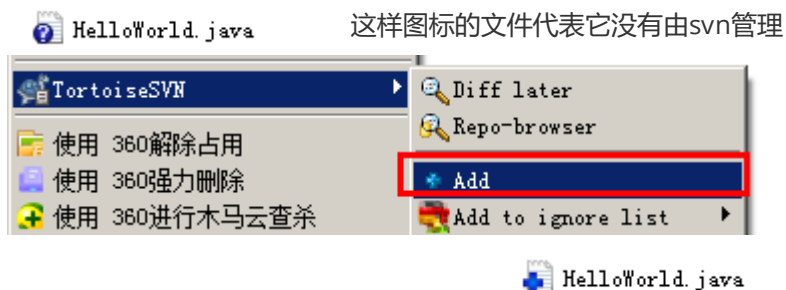 HelloWorld.java 这样图标的文件代表它没有由svn管理
TortoiseSVN
Diff later
Repo-browser
使用 360解除占用
使用 360强力删除
Add
使用 360进行木马云查杀
Add to ignore list
HelloWorld.java